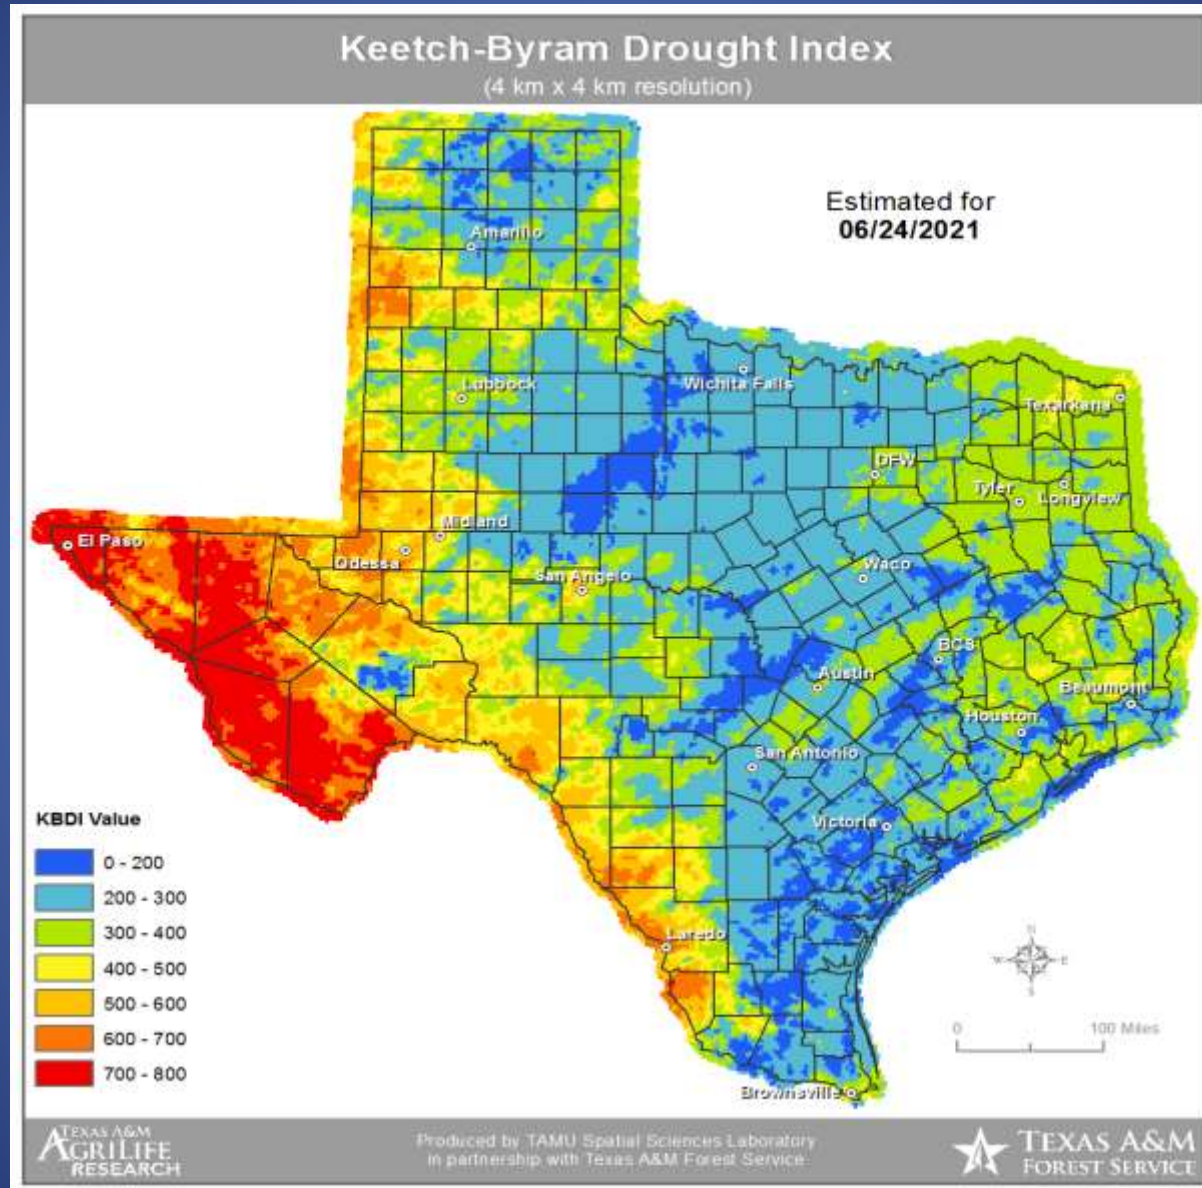 Keetch-Byram Drought Index
(4 km x 4 km resolution)
Estimated for
06/24/2021
Amarillo
Lubbock
Wichita Falls
Texarkana
DFW
Tyler
Longview
El Paso
Midland
Odessa
San Angelo
Waco
BCS
Austin
Beaumont
Houston
San Antonio
Victoria
Laredo
Brownsville
KBDI Value
0 - 200
200 - 300
300 - 400
400 - 500
500 - 600
600 - 700
700 - 800
N
W E
S
0 100 Miles
TEXAS A&M
AGRILIFE
RESEARCH
Produced by TAMU Spatial Sciences Laboratory
in partnership with Texas A&M Forest Service
TEXAS A&M
FOREST SERVICE